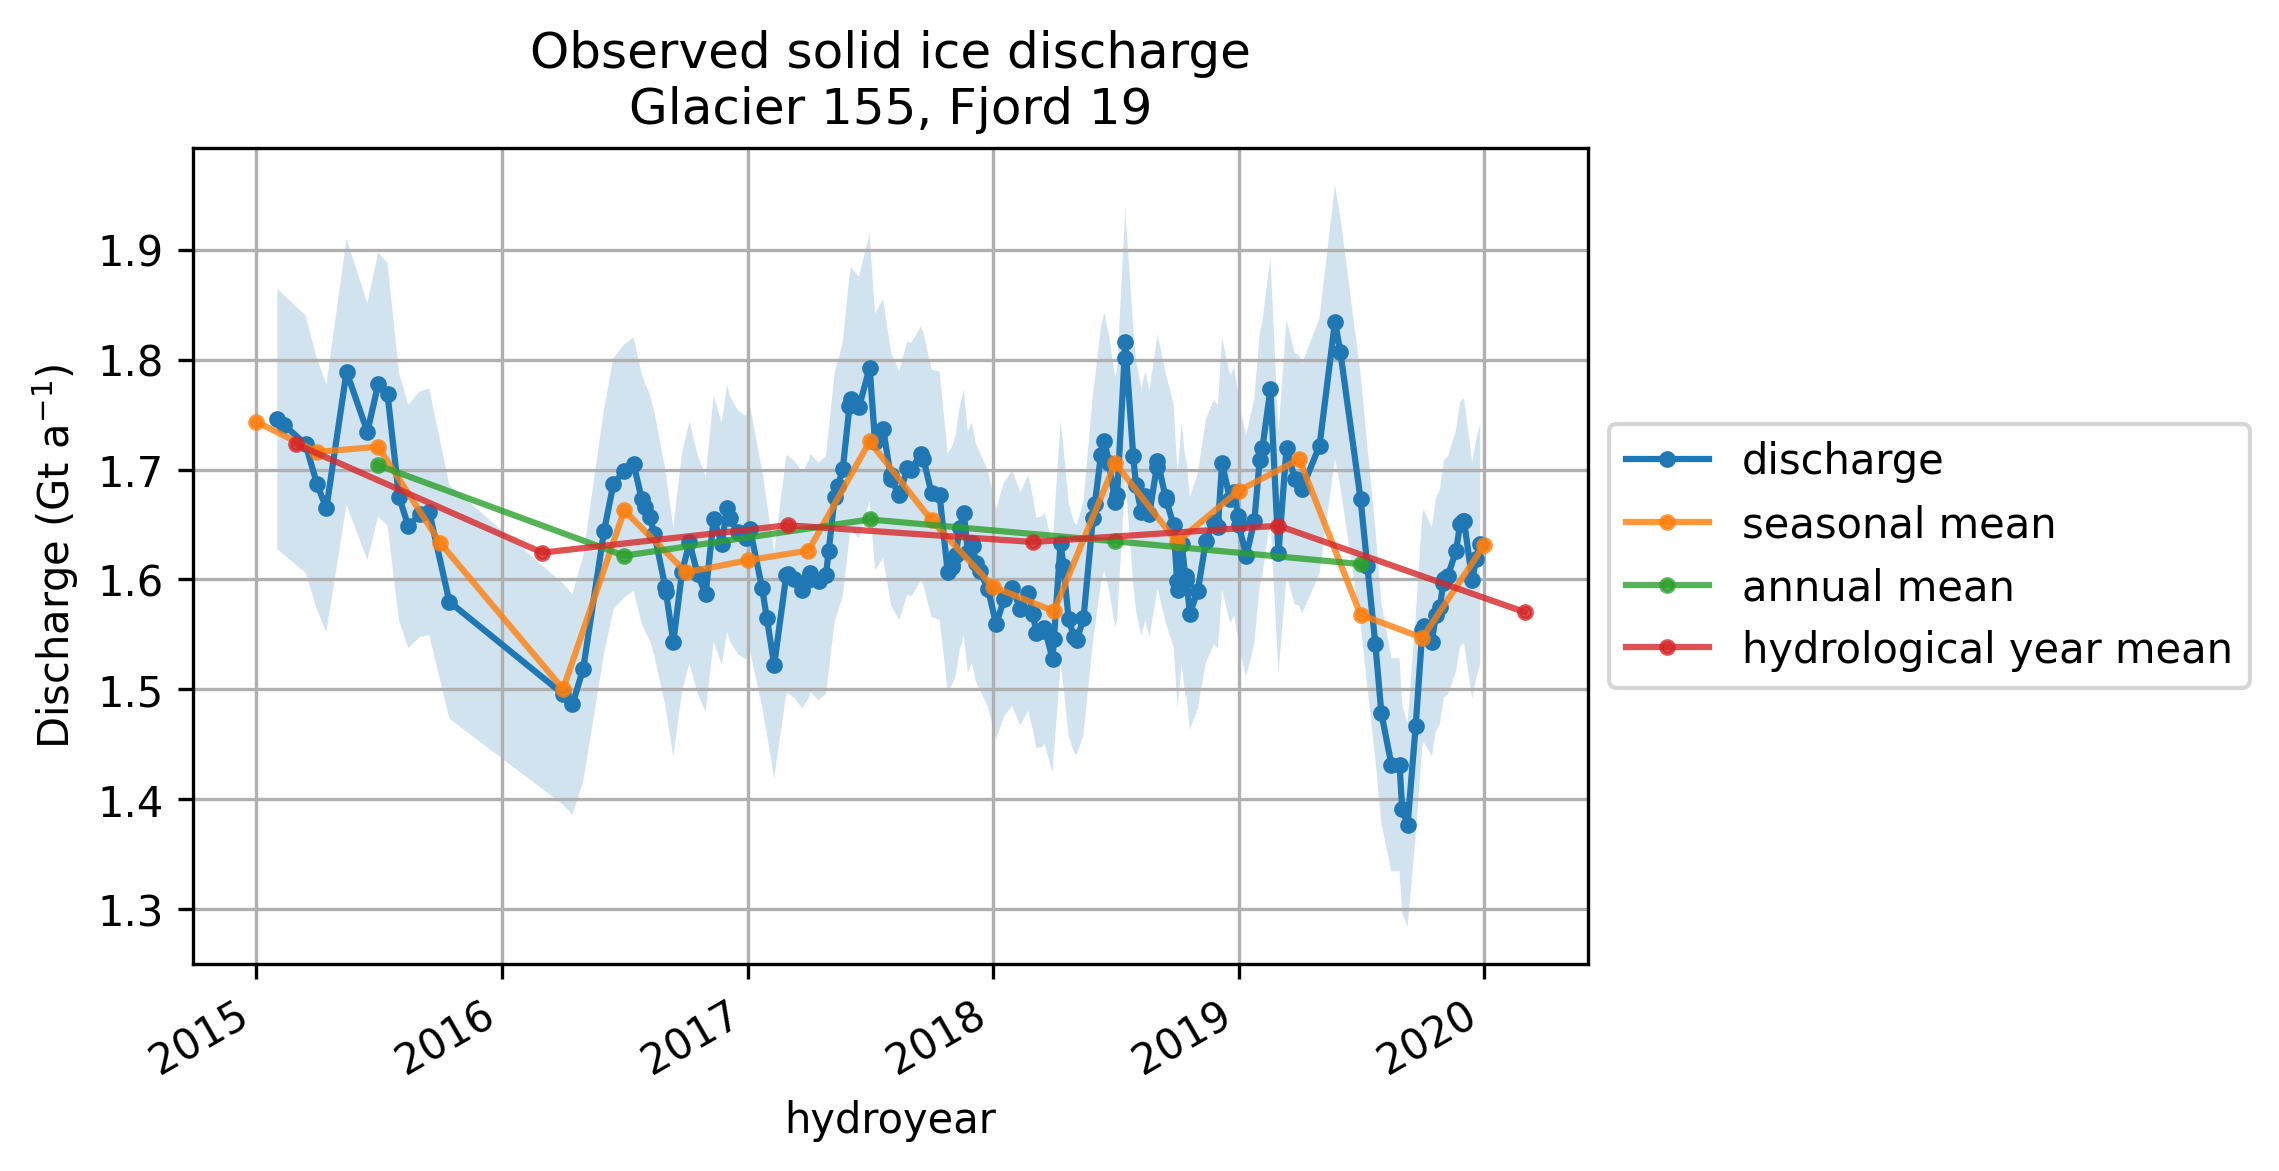 Observed solid ice discharge
Glacier 155, Fjord 19
Discharge (Gt a⁻¹)
1.9
1.8
1.7
1.6
1.5
1.4
1.3
2015
2016
2017
2018
2019
2020
hydroyear
discharge
seasonal mean
annual mean
hydrological year mean